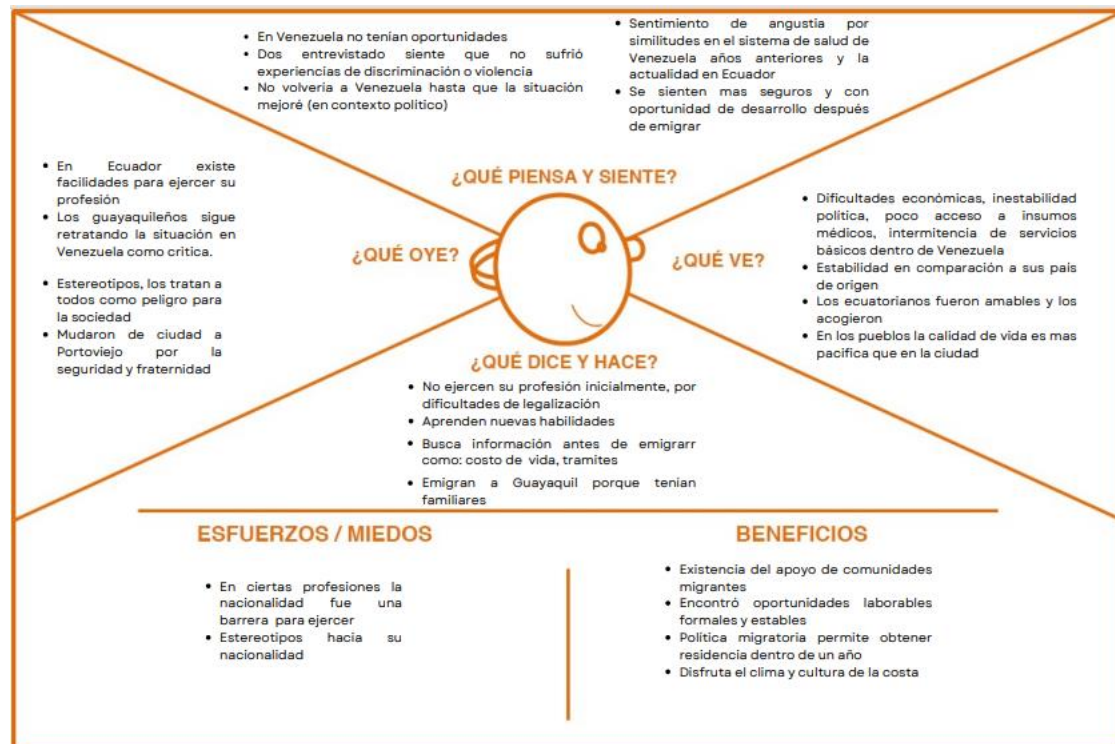 • En Venezuela no tenían oportunidades
• Dos entrevistado siente que no sufrió
experiencias de discriminación o violencia
• No volvería a Venezuela hasta que la situación
mejoré (en contexto político)
• Sentimiento de angustia por
similitudes en el sistema de salud de
Venezuela años anteriores y la
actualidad en Ecuador
• Se sienten mas seguros y con
oportunidad de desarrollo después
de emigrar
¿QUÉ PIENSA Y SIENTE?
• En Ecuador existe
facilidades para ejercer su
profesión
• Los guayaquileños sigue
retratando la situación en
Venezuela como critica.
• Estereotipos, los tratan a
todos como peligro para
la sociedad
• Mudaron de ciudad a
Portoviejo por la
seguridad y fraternidad
¿QUÉ OYE?
¿QUÉ VE?
• Dificultades económicas, inestabilidad
política, poco acceso a insumos
médicos, intermitencia de servicios
básicos dentro de Venezuela
• Estabilidad en comparación a sus país
de origen
• Los ecuatorianos fueron amables y los
acogieron
• En los pueblos la calidad de vida es mas
pacifica que en la ciudad
¿QUÉ DICE Y HACE?
• No ejercen su profesión inicialmente, por
dificultades de legalización
• Aprenden nuevas habilidades
• Busca información antes de emigrarr
como: costo de vida, tramites
• Emigran a Guayaquil porque tenían
familiares
ESFUERZOS / MIEDOS
• En ciertas profesiones la
nacionalidad fue una
barrera para ejercer
• Estereotipos hacia su
nacionalidad
BENEFICIOS
• Existencia del apoyo de comunidades
migrantes
• Encontró oportunidades laborables
formales y estables
• Política migratoria permite obtener
residencia dentro de un año
• Disfruta el clima y cultura de la costa